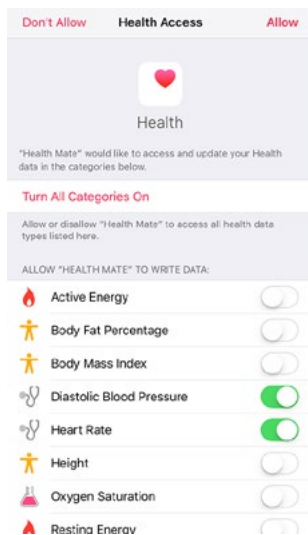 Don't Allow Health Access Allow
Health
"Health Mate" would like to access and update your Health
data in the categories below.
Turn All Categories On
Allow or disallow "Health Mate" to access all health data
types listed here.
ALLOW "HEALTH MATE" TO WRITE DATA:
Active Energy
Body Fat Percentage
Body Mass Index
Diastolic Blood Pressure
Heart Rate
Height
Oxygen Saturation
Resting Energy